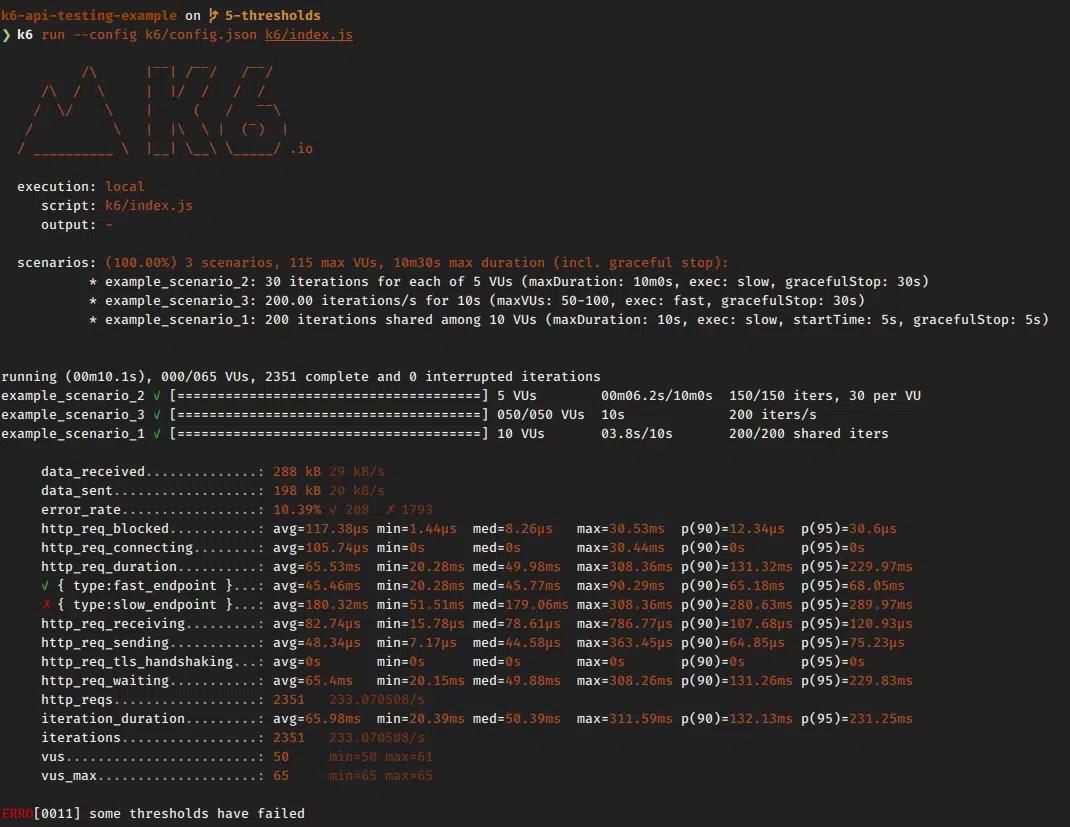 k6-api-testing-example on 5-thresholds
❯ k6 run --config k6/config.json k6/index.js
          /\      |‾‾| /‾‾/   /‾‾/
     /\  /  \     |  |/  /   /  /
    /  \/    \    |     (   /   ‾‾\
   /          \   |  |\  \ |  (‾)  |
  / __________ \  |__| \__\ \_____/ .io
  execution: local
     script: k6/index.js
     output: -
  scenarios: (100.00%) 3 scenarios, 115 max VUs, 10m30s max duration (incl. graceful stop):
           * example_scenario_2: 30 iterations for each of 5 VUs (maxDuration: 10m0s, exec: slow, gracefulStop: 30s)
           * example_scenario_3: 200.00 iterations/s for 10s (maxVUs: 50-100, exec: fast, gracefulStop: 30s)
           * example_scenario_1: 200 iterations shared among 10 VUs (maxDuration: 10s, exec: slow, startTime: 5s, gracefulStop: 5s)
running (00m10.1s), 000/065 VUs, 2351 complete and 0 interrupted iterations
example_scenario_2 ✓ [======================================] 5 VUs        00m06.2s/10m0s  150/150 iters, 30 per VU
example_scenario_3 ✓ [======================================] 050/050 VUs  10s             200 iters/s
example_scenario_1 ✓ [======================================] 10 VUs       03.8s/10s       200/200 shared iters
     data_received..............: 288 kB 29 kB/s
     data_sent..................: 198 kB 20 kB/s
     error_rate.................: 10.39% ✓ 208  ✗ 1793
     http_req_blocked...........: avg=117.38µs min=1.44µs  med=8.26µs   max=30.53ms  p(90)=12.34µs  p(95)=30.6µs
     http_req_connecting........: avg=105.74µs min=0s      med=0s       max=30.44ms  p(90)=0s       p(95)=0s
     http_req_duration..........: avg=65.53ms  min=20.28ms med=49.98ms  max=308.36ms p(90)=131.32ms p(95)=229.97ms
     ✓ { type:fast_endpoint }...: avg=45.46ms  min=20.28ms med=45.77ms  max=90.29ms  p(90)=65.18ms  p(95)=68.05ms
     ✗ { type:slow_endpoint }...: avg=180.32ms min=51.51ms med=179.06ms max=308.36ms p(90)=280.63ms p(95)=289.97ms
     http_req_receiving.........: avg=82.74µs  min=15.78µs med=78.61µs  max=786.77µs p(90)=107.68µs p(95)=120.93µs
     http_req_sending...........: avg=48.34µs  min=7.17µs  med=44.58µs  max=363.45µs p(90)=64.85µs  p(95)=75.23µs
     http_req_tls_handshaking...: avg=0s       min=0s      med=0s       max=0s       p(90)=0s       p(95)=0s
     http_req_waiting...........: avg=65.4ms   min=20.15ms med=49.88ms  max=308.26ms p(90)=131.26ms p(95)=229.83ms
     http_reqs..................: 2351   233.070508/s
     iteration_duration.........: avg=65.98ms  min=20.39ms med=50.39ms  max=311.59ms p(90)=132.13ms p(95)=231.25ms
     iterations.................: 2351   233.070508/s
     vus........................: 50     min=50 max=61
     vus_max....................: 65     min=65 max=65
ERRO[0011] some thresholds have failed